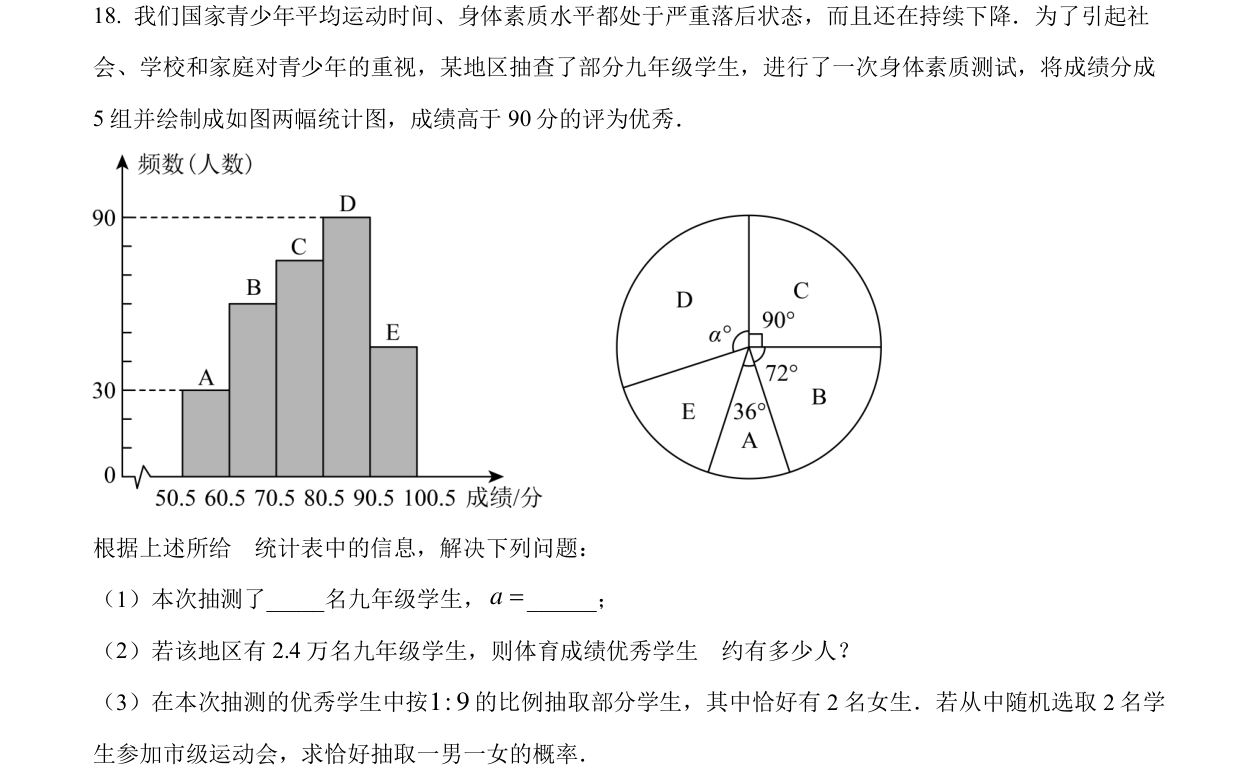 18. 我们国家青少年平均运动时间、身体素质水平都处于严重落后状态，而且还在持续下降．为了引起社
会、学校和家庭对青少年的重视，某地区抽查了部分九年级学生，进行了一次身体素质测试，将成绩分成
5 组并绘制成如图两幅统计图，成绩高于 90 分的评为优秀．
频数(人数)
90
30
0
A
B
C
D
E
50.5 60.5 70.5 80.5 90.5 100.5 成绩/分
D
C
α°
90°
72°
E
36°
B
A
根据上述所给 统计表中的信息，解决下列问题：
（1）本次抽测了_____名九年级学生，a =______；
（2）若该地区有 2.4 万名九年级学生，则体育成绩优秀学生 约有多少人？
（3）在本次抽测的优秀学生中按1:9 的比例抽取部分学生，其中恰好有 2 名女生．若从中随机选取 2 名学
生参加市级运动会，求恰好抽取一男一女的概率．